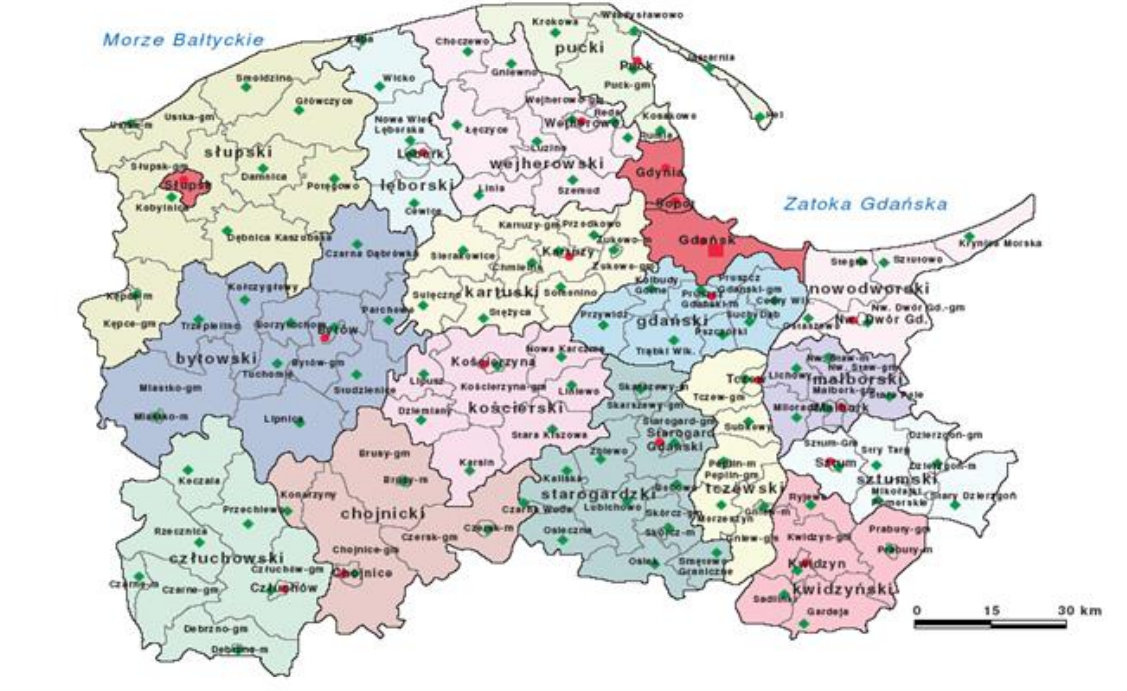 Morze Bałtyckie
Władysławowo
Krokowa
pucki
Choczewo
Łeba
Puck
Gniewno
Jastarnia
Wicko
Smołdzino
Puck-gm
Główczyce
Wejherowo-gm
Reda
Hel
Kosakowo
Ustka-m
Ustka-gm
Nowa Wieś
Lęborska
Łęczyce
Wejherowo
Rumia
Luzino
słupski
Lębork
wejherowski
Słupsk-gm
Damnica
Gdynia
Słupsk
Potęgowo
lęborski
Linia
Szemud
Kobylnica
Cewice
Sopot
Zatoka Gdańska
Kartuzy-gm
Przodkowo
Dębnica Kaszubska
Żukowo-m
Gdańsk
Krynica Morska
Czarna Dąbrówka
Sierakowice
Kartuzy
Chmielno
Żukowo-gm
Stegna
Sztutowo
Kolbudy
Górne
Pruszcz
Gdański-gm
Kołczygłowy
kartuski
Somonino
Pruszcz
Gdański-m
nowodworski
Kępice-m
Sulęczno
Cedry Wlk.
Parchowo
Stężyca
Przywidz
gdański
Suchy Dąb
Nw. Dwór Gd.-gm
Kępice-gm
Trzebielino
Borzytuchom
Bytów
Ostaszewo
Nw. Dwór Gd.
Pszczółki
bytowski
Bytów-gm
Nowa Karczma
Trąbki Wlk.
Nw. Staw-m
Kościerzyna
Nw. Staw-gm
Tuchomie
Lichowy
malborski
Miastko-gm
Studzienice
Lipusz
Kościerzyna-gm
Liniewo
Skarszewy-m
Tczew
Malbork-gm
Stare Pole
Tczew-gm
Dziemiany
kościerski
Skarszewy-gm
Miłoradz
Malbork
Miastko-m
Lipnica
Starogard-gm
Subkowy
Stara Kiszewa
Starogard
Gdański
Sztum-Gm
Dzierzgoń-gm
Brusy-gm
Zblewo
Stry Targ
Karsin
Pelplin-m
Sztum
Dzierzgoń-m
Koczała
Brusy-m
Kaliska
Pelplin-gm
sztumski
Konarzyny
starogardzki
Bobowo
tczewski
Mikołajki
Pomorskie
Stary Dzierzgoń
Przechlewo
chojnicki
Czarna Woda
Lubichowo
Ryjewo
Skórcz-gm
Morzeszyn
Gniew-m
Rzecznica
Czersk-m
Osieczna
Skórcz-m
Prabuty-gm
Czersk-gm
Gniew-gm
Kwidzyn-gm
człuchowski
Chojnice-gm
Prabuty-m
Osiek
Smętowo
Graniczne
Kwidzyn
Człuchów-gm
Chojnice
Czarne-m
Czarne-gm
Człuchów
Sadlinki
kwidzyński
Gardeja
Debrzno-gm
Debrzno-m
0 15 30 km